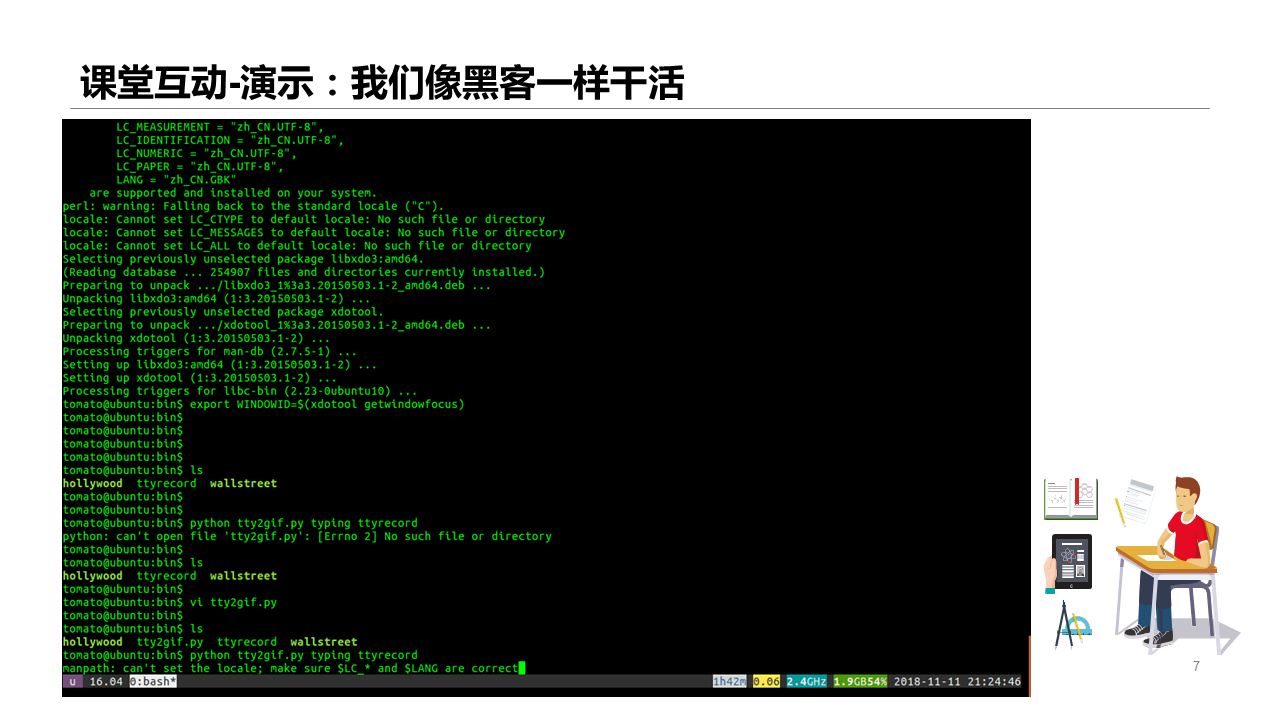 课堂互动-演示：我们像黑客一样干活
LC_MEASUREMENT = "zh_CN.UTF-8",
LC_IDENTIFICATION = "zh_CN.UTF-8",
LC_NUMERIC = "zh_CN.UTF-8",
LC_PAPER = "zh_CN.UTF-8",
LANG = "zh_CN.GBK"
are supported and installed on your system.
perl: warning: Falling back to the standard locale ("C").
locale: Cannot set LC_CTYPE to default locale: No such file or directory
locale: Cannot set LC_MESSAGES to default locale: No such file or directory
locale: Cannot set LC_ALL to default locale: No such file or directory
Selecting previously unselected package libxdo3:amd64.
(Reading database ... 254907 files and directories currently installed.)
Preparing to unpack .../libxdo3_1%3a3.20150503.1-2_amd64.deb ...
Unpacking libxdo3:amd64 (1:3.20150503.1-2) ...
Selecting previously unselected package xdotool.
Preparing to unpack .../xdotool_1%3a3.20150503.1-2_amd64.deb ...
Unpacking xdotool (1:3.20150503.1-2) ...
Processing triggers for man-db (2.7.5-1) ...
Setting up libxdo3:amd64 (1:3.20150503.1-2) ...
Setting up xdotool (1:3.20150503.1-2) ...
Processing triggers for libc-bin (2.23-0ubuntu10) ...
tomato@ubuntu:bin$ export WINDOWID=$(xdotool getwindowfocus)
tomato@ubuntu:bin$
tomato@ubuntu:bin$
tomato@ubuntu:bin$
tomato@ubuntu:bin$
tomato@ubuntu:bin$ ls
hollywood  ttyrecord  wallstreet
tomato@ubuntu:bin$
tomato@ubuntu:bin$
tomato@ubuntu:bin$ python tty2gif.py typing ttyrecord
python: can't open file 'tty2gif.py': [Errno 2] No such file or directory
tomato@ubuntu:bin$
tomato@ubuntu:bin$ ls
hollywood  ttyrecord  wallstreet
tomato@ubuntu:bin$
tomato@ubuntu:bin$ vi tty2gif.py
tomato@ubuntu:bin$
tomato@ubuntu:bin$ ls
hollywood  tty2gif.py  ttyrecord  wallstreet
tomato@ubuntu:bin$ python tty2gif.py typing ttyrecord
manpath: can't set the locale; make sure $LC_* and $LANG are correct
u 16.04 0:bash* 1h42m 0.06 2.4GHz 1.9GB54% 2018-11-11 21:24:46
7